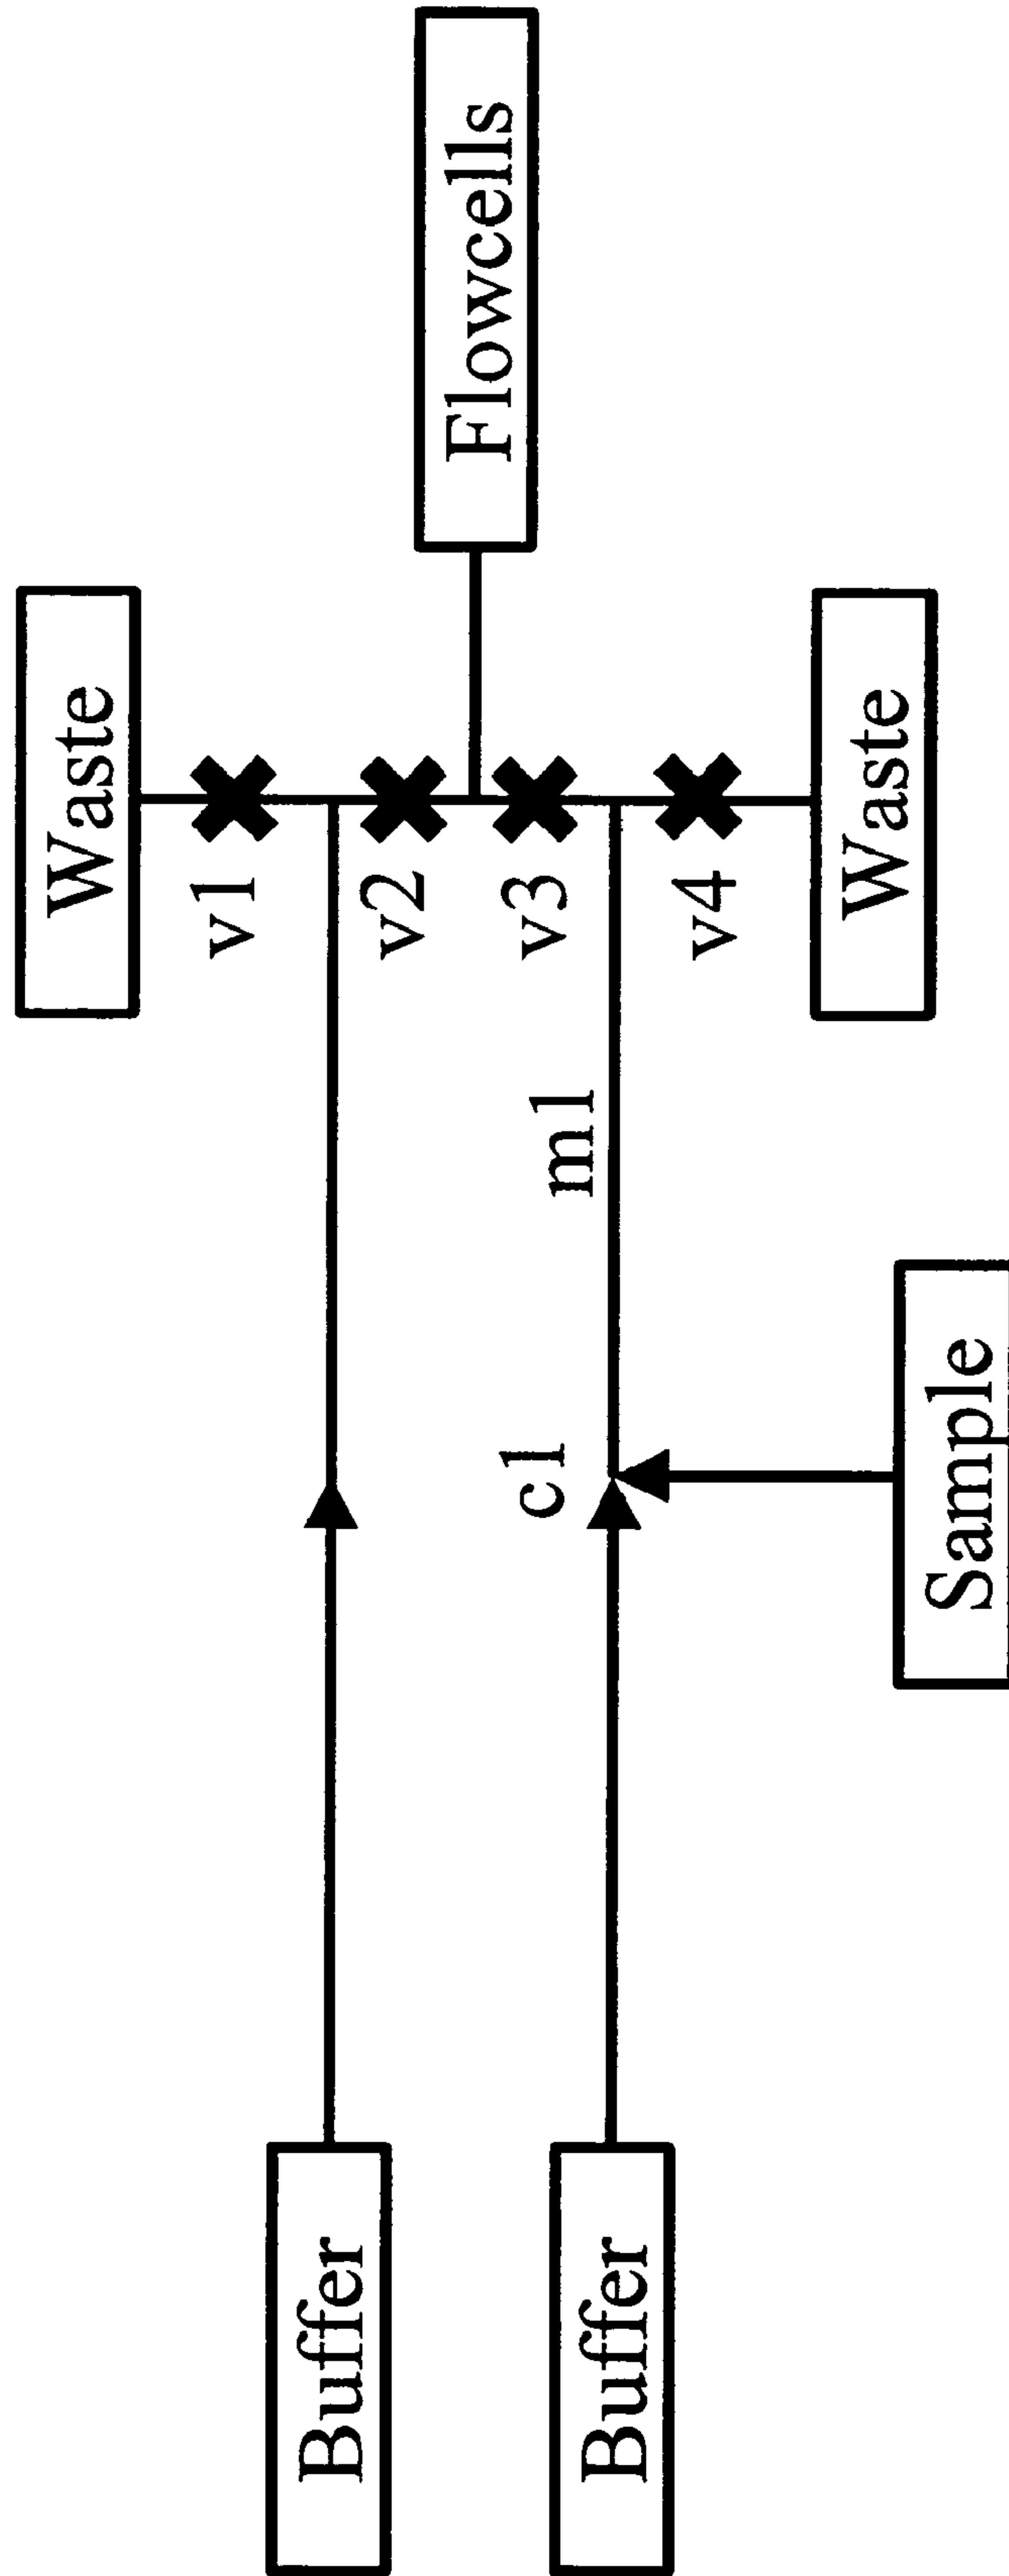 Waste
v1
v2
Flowcells
v3
v4
Waste
m1
c1
Sample
Buffer
Buffer